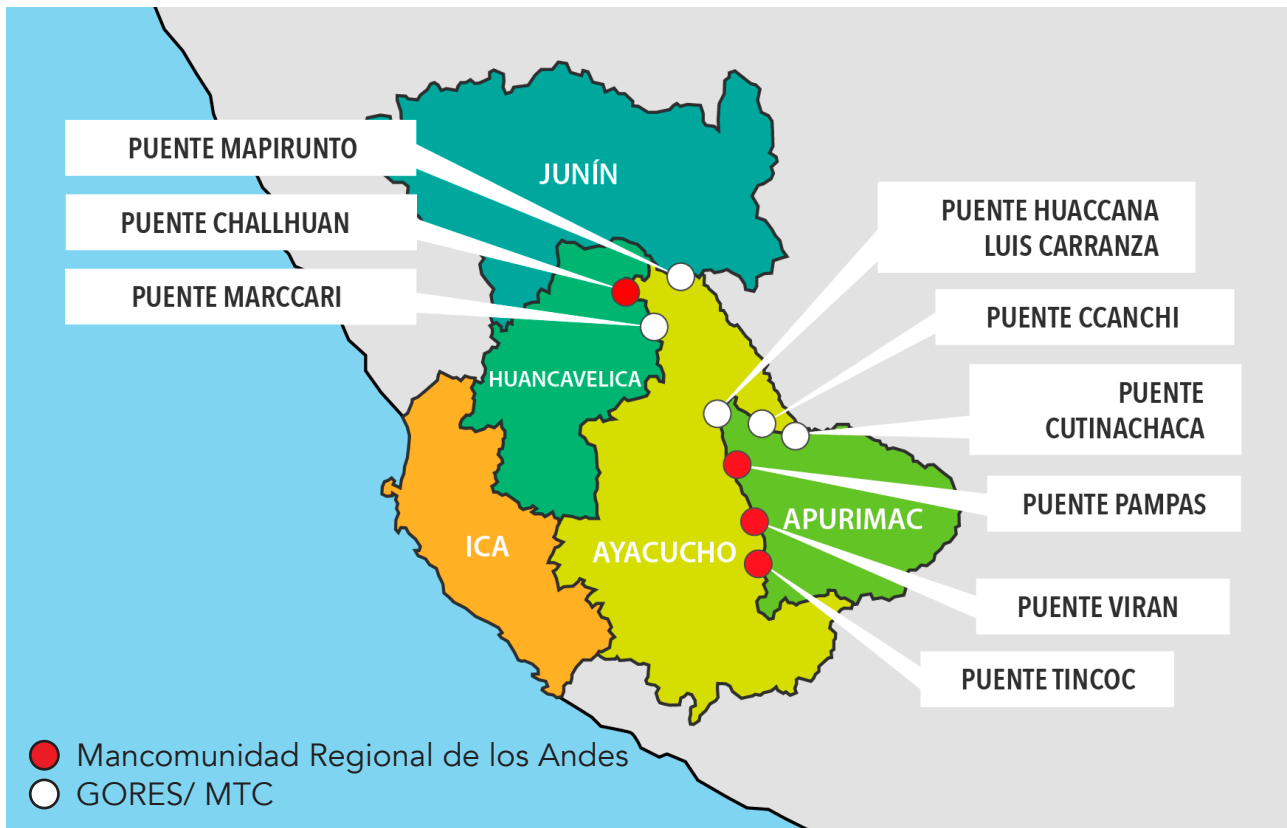 PUENTE MAPIRUNTO
PUENTE CHALLHUAN
PUENTE MARCCARI
JUNÍN
HUANCAVELICA
ICA
AYACUCHO
APURIMAC
PUENTE HUACCANA
LUIS CARRANZA
PUENTE CCANCHI
PUENTE
CUTINACHACA
PUENTE PAMPAS
PUENTE VIRAN
PUENTE TINCOC
Mancomunidad Regional de los Andes
GORES/ MTC